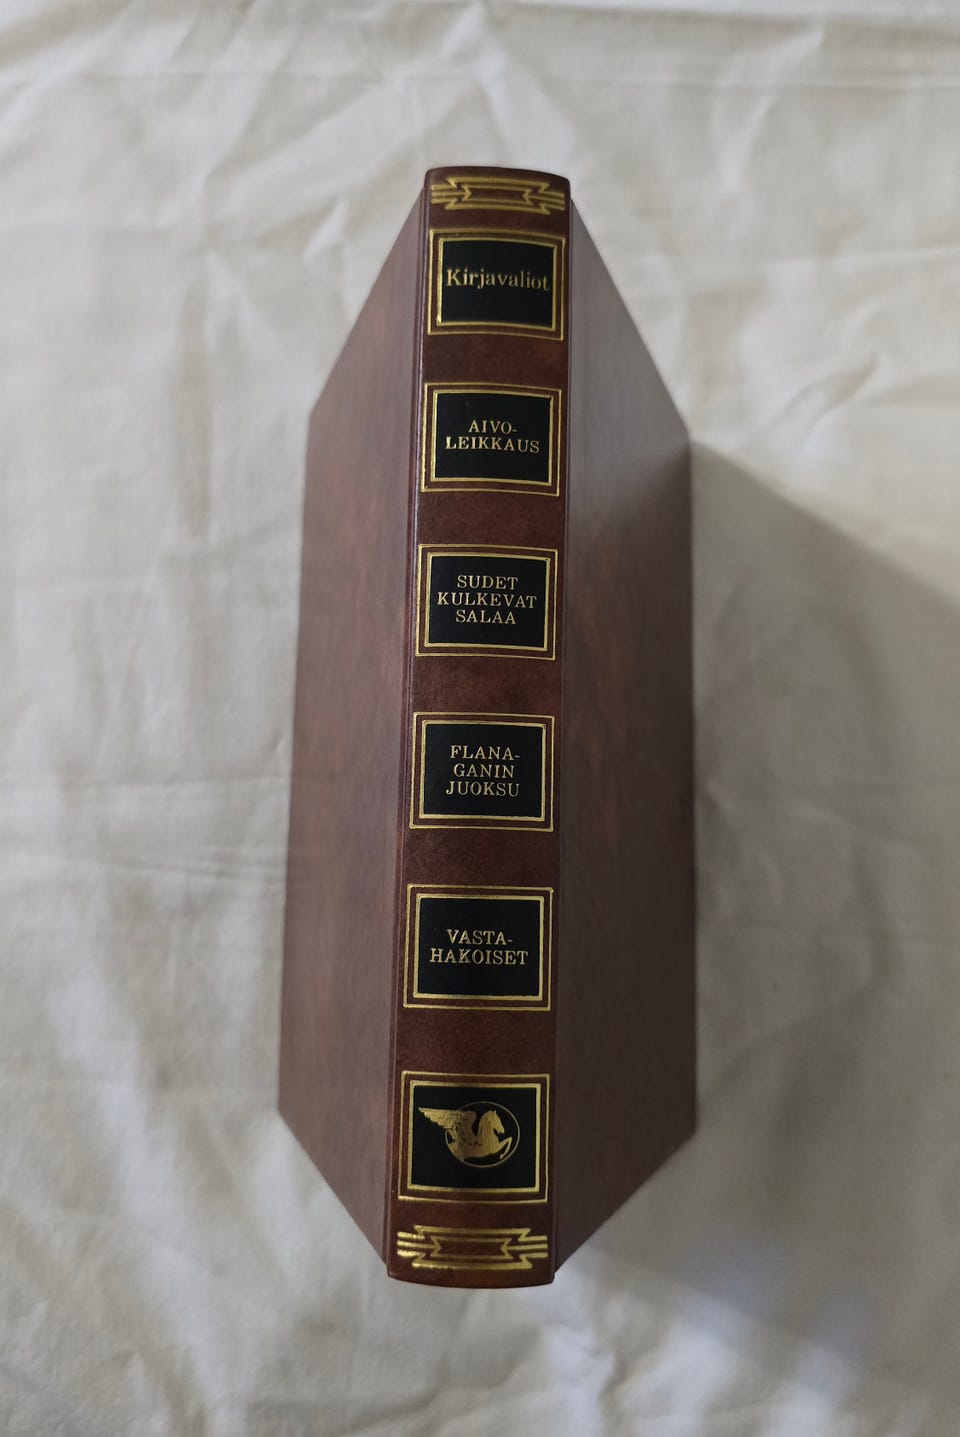 Kirjavaliot
AIVO-
LEIKKAUS
SUDET
KULKEVAT
SALAA
FLANA-
GANIN
JUOKSU
VASTA-
HAKOISET